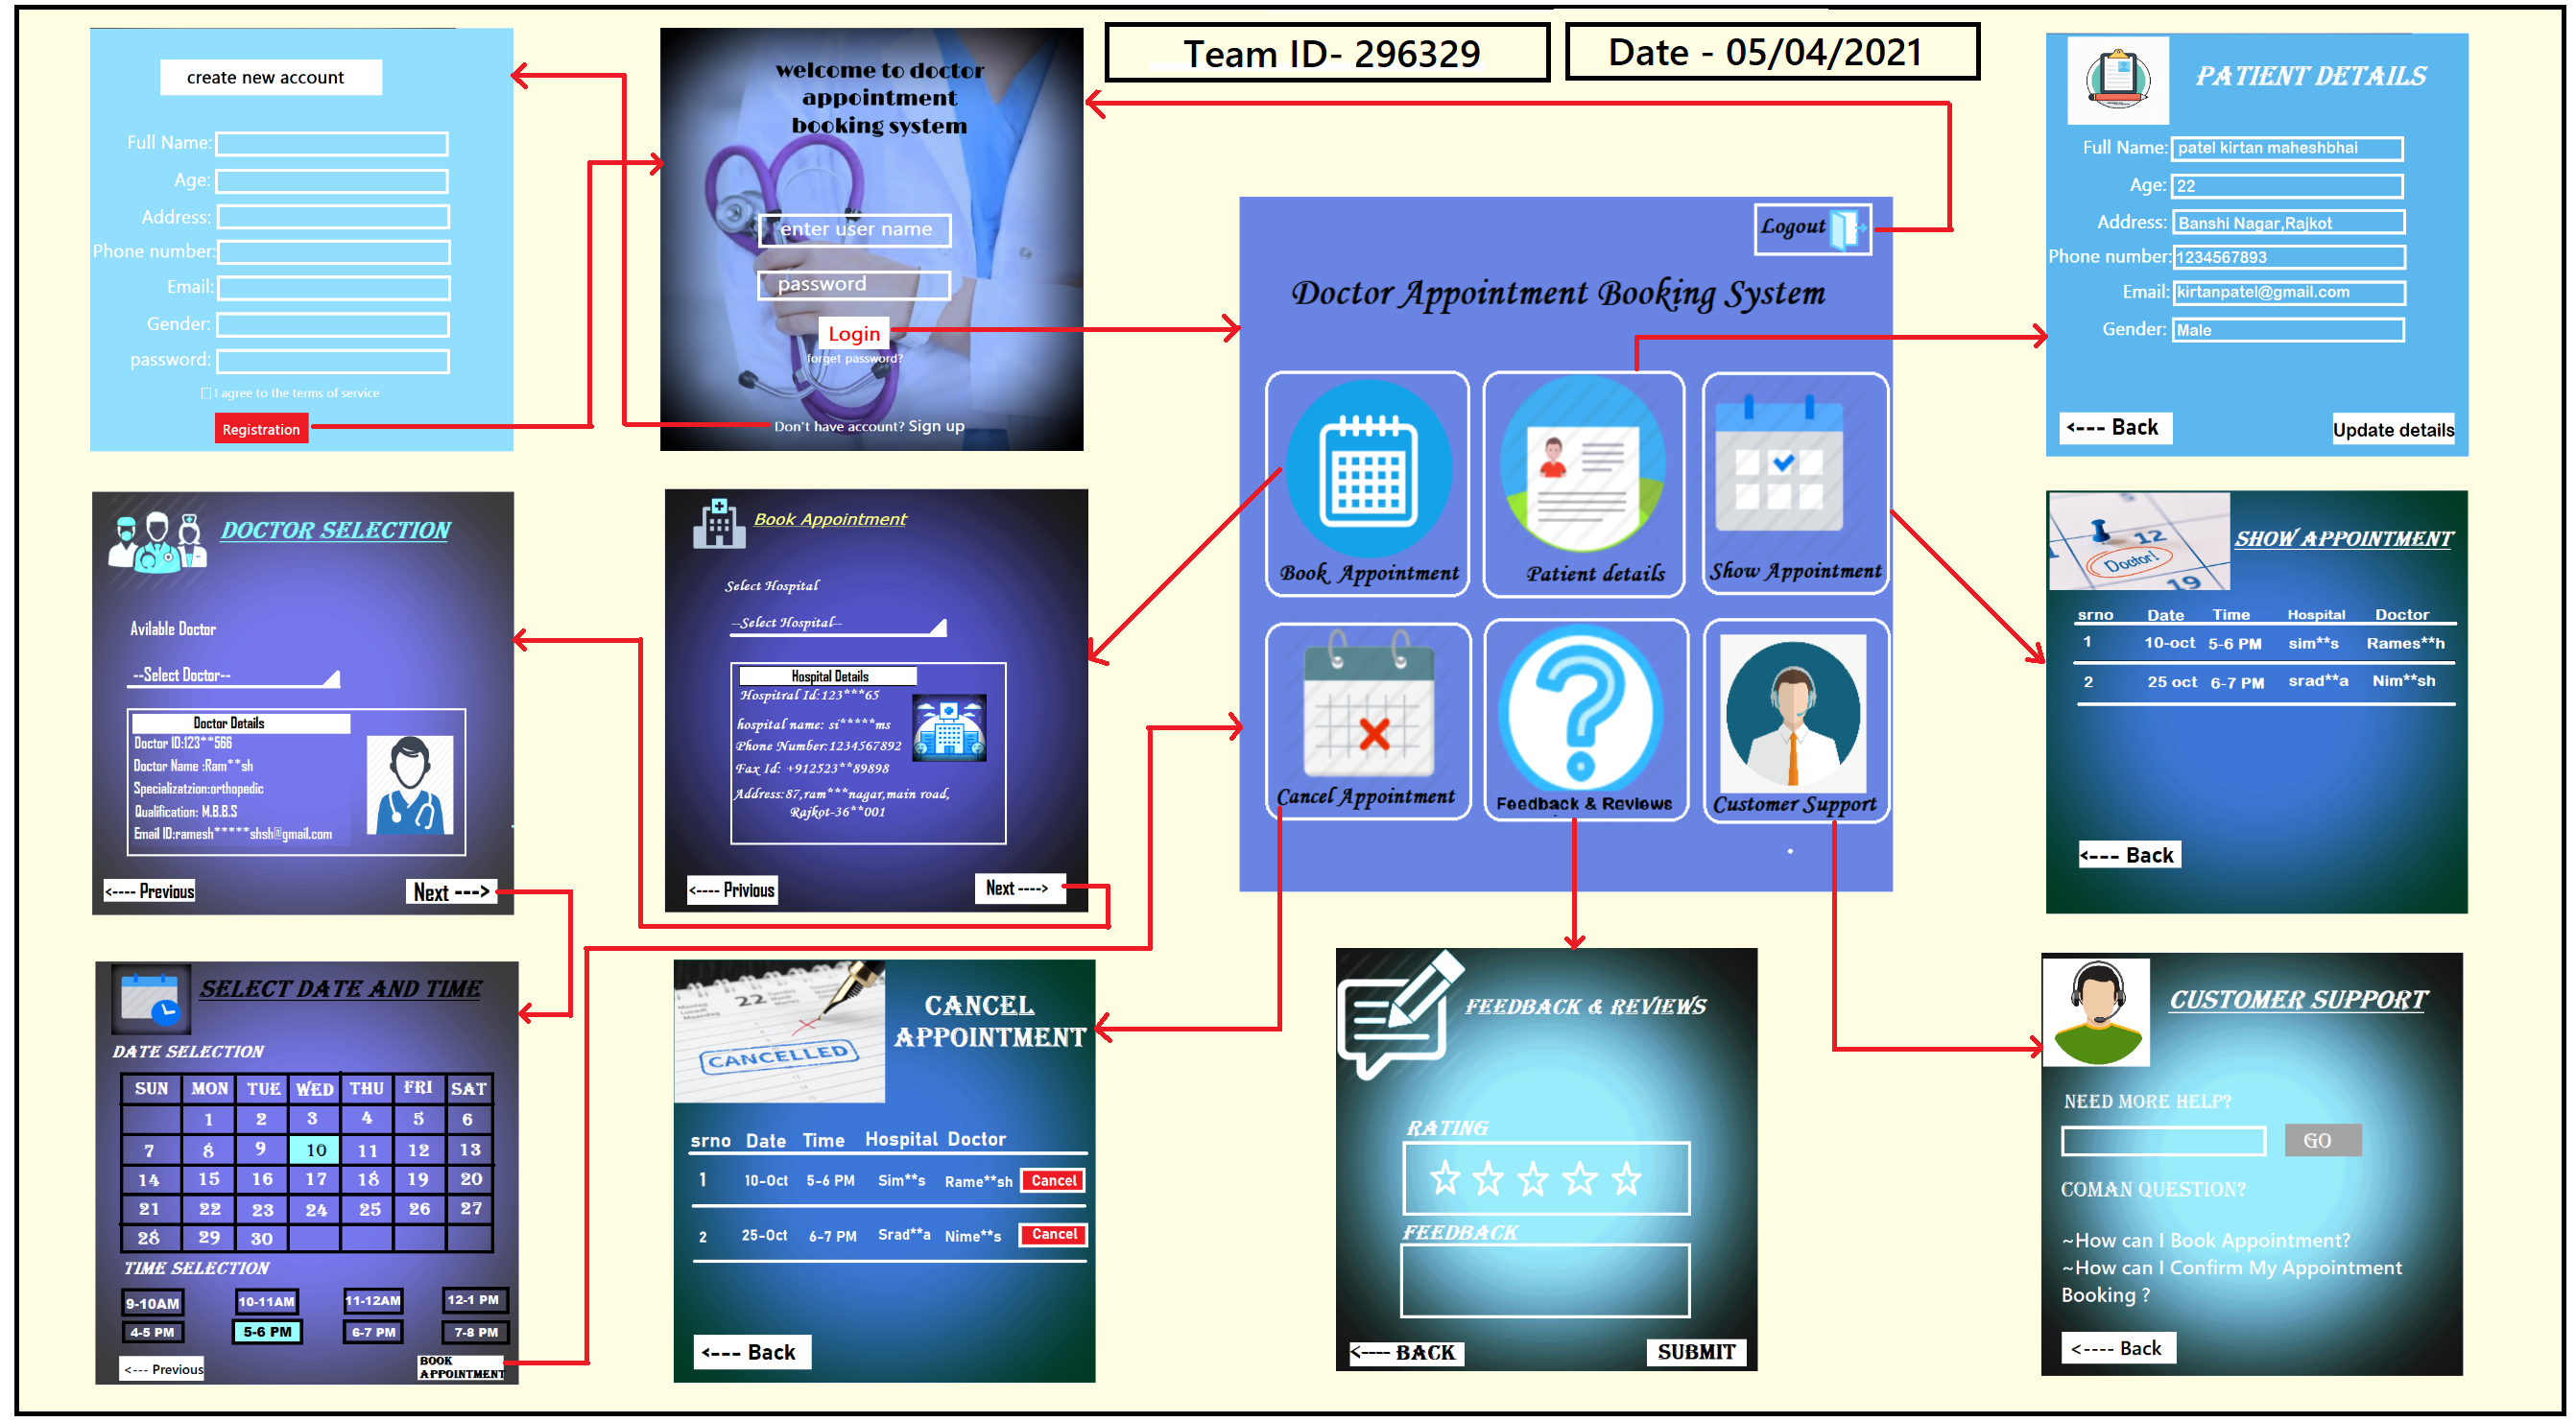 Team ID- 296329
Date - 05/04/2021
create new account
Full Name:
Age:
Address:
Phone number:
Email:
Gender:
password:
I agree to the terms of service
Registration
welcome to doctor
appointment
booking system
enter user name
password
Login
forget password?
Don't have account? Sign up
Logout
Doctor Appointment Booking System
Book Appointment
Patient details
Show Appointment
Cancel Appointment
Feedback & Reviews
Customer Support
PATIENT DETAILS
Full Name: patel kirtan maheshbhai
Age: 22
Address: Banshi Nagar,Rajkot
Phone number: 1234567893
Email: kirtanpatel@gmail.com
Gender: Male
<--- Back
Update details
DOCTOR SELECTION
Avilable Doctor
--Select Doctor--
Doctor Details
Doctor ID:123**566
Doctor Name :Ram**sh
Specializatzion:orthopedic
Qualification: M.B.B.S
Email ID:ramesh*****shsh@gmail.com
<---- Previous
Next --->
Book Appointment
Select Hospital
--Select Hospital--
Hospital Details
Hospitral Id:123***65
hospital name: si*****ms
Phone Number:1234567892
Fax Id: +912523**89898
Address:87,ram***nagar,main road,
Rajkot-36**001
<---- Privious
Next ---->
SHOW APPOINTMENT
12
Doctor!
19
srno Date Time Hospital Doctor
1 10-oct 5-6 PM sim**s Rames**h
2 25 oct 6-7 PM srad**a Nim**sh
<--- Back
SELECT DATE AND TIME
DATE SELECTION
SUN MON TUE WED THU FRI SAT
1 2 3 4 5 6
7 8 9 10 11 12 13
14 15 16 17 18 19 20
21 22 23 24 25 26 27
28 29 30
TIME SELECTION
9-10AM 10-11AM 11-12AM 12-1 PM
4-5 PM 5-6 PM 6-7 PM 7-8 PM
<--- Previous
BOOK
APPOINTMENT
22
CANCELLED
CANCEL
APPOINTMENT
srno Date Time Hospital Doctor
1 10-Oct 5-6 PM Sim**s Rame**sh Cancel
2 25-Oct 6-7 PM Srad**a Nime**s Cancel
<--- Back
FEEDBACK & REVIEWS
RATING
FEEDBACK
<---- BACK
SUBMIT
CUSTOMER SUPPORT
NEED MORE HELP?
GO
COMAN QUESTION?
~How can I Book Appointment?
~How can I Confirm My Appointment
Booking ?
<---- Back